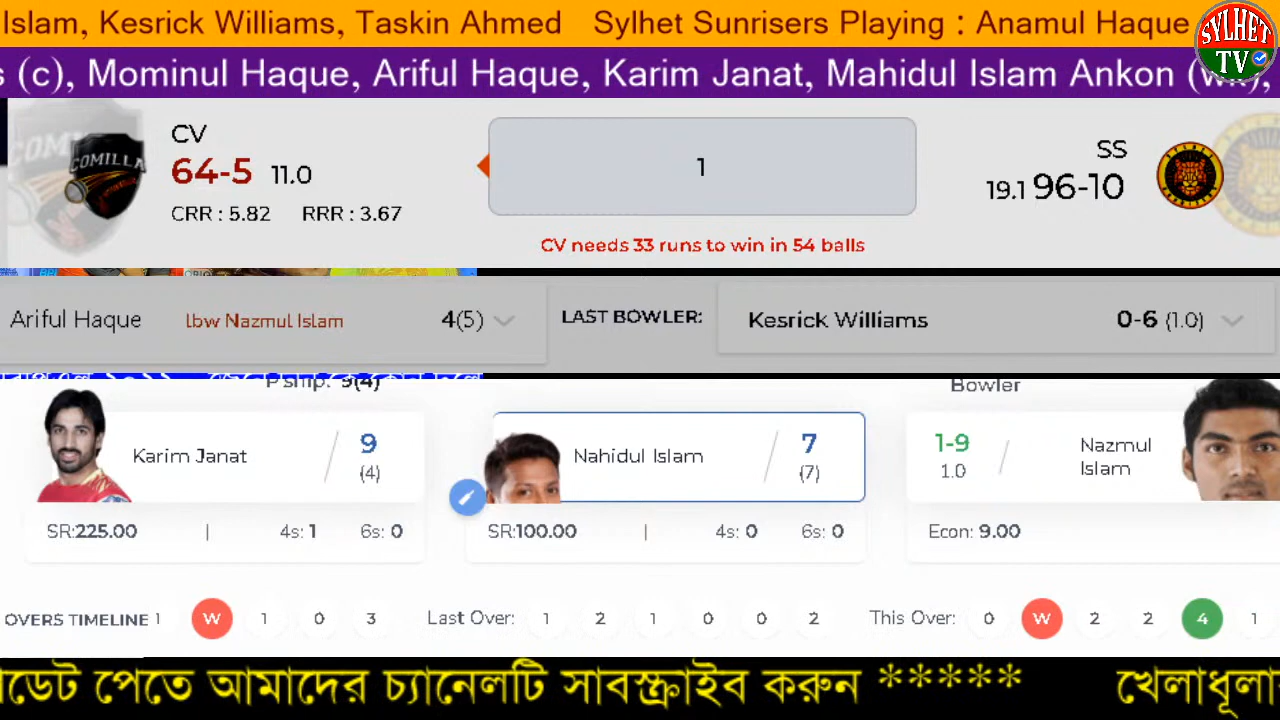 Islam, Kesrick Williams, Taskin Ahmed Sylhet Sunrisers Playing : Anamul Haque
SYLHET
TV
s (c), Mominul Haque, Ariful Haque, Karim Janat, Mahidul Islam Ankon (wk),
COMILLA
CV
64-5 11.0
CRR : 5.82 RRR : 3.67
1
CV needs 33 runs to win in 54 balls
SS
19.1 96-10
Ariful Haque lbw Nazmul Islam 4(5) LAST BOWLER: Kesrick Williams 0-6 (1.0)
P'ship: 9(4) Bowler
Karim Janat 9 (4)
SR:225.00 | 4s: 1 6s: 0
Nahidul Islam 7 (7)
SR:100.00 | 4s: 0 6s: 0
1-9 1.0 Nazmul Islam
Econ: 9.00
OVERS TIMELINE 1 W 1 0 3 Last Over: 1 2 1 0 0 2 This Over: 0 W 2 2 4 1
ডেট পেতে আমাদের চ্যানেলটি সাবস্ক্রাইব করুন ***** খেলাধূলা